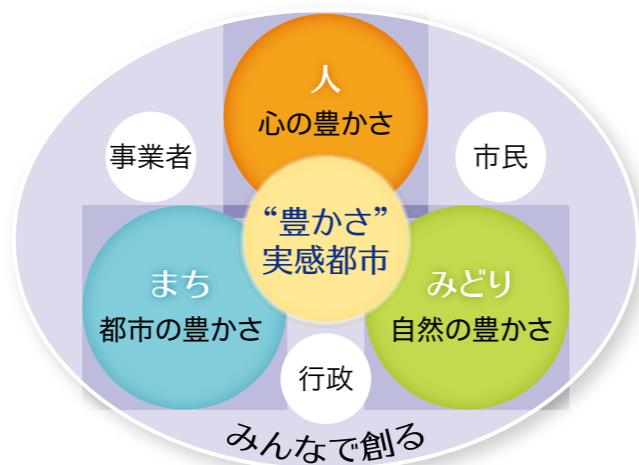 人
心の豊かさ
事業者
市民
“豊かさ”
実感都市
まち
都市の豊かさ
みどり
自然の豊かさ
行政
みんなで創る